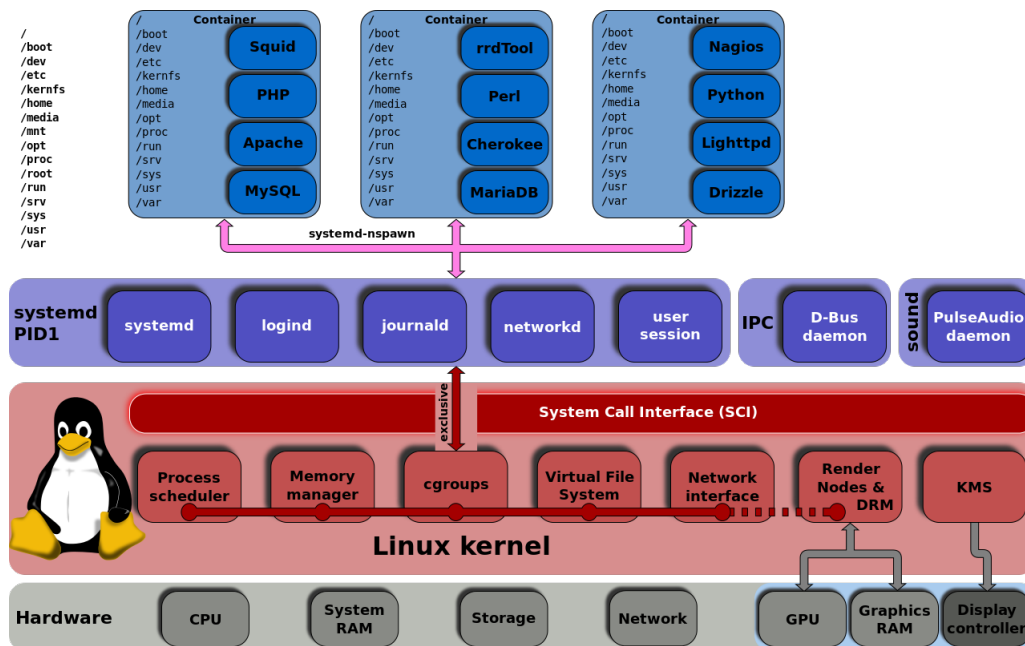 /
/boot
/dev
/etc
/kernfs
/home
/media
/mnt
/opt
/proc
/root
/run
/srv
/sys
/usr
/var
/ Container
/boot
/dev
/etc
/kernfs
/home
/media
/opt
/proc
/run
/srv
/sys
/usr
/var
Squid
PHP
Apache
MySQL
/ Container
/boot
/dev
/etc
/kernfs
/home
/media
/opt
/proc
/run
/srv
/sys
/usr
/var
rrdTool
Perl
Cherokee
MariaDB
/ Container
/boot
/dev
/etc
/kernfs
/home
/media
/opt
/proc
/run
/srv
/sys
/usr
/var
Nagios
Python
Lighttpd
Drizzle
systemd-nspawn
systemd
PID1
systemd
logind
journald
networkd
user
session
IPC
D-Bus
daemon
sound
PulseAudio
daemon
exclusive
System Call Interface (SCI)
Process
scheduler
Memory
manager
cgroups
Virtual File
System
Network
interface
Render
Nodes &
DRM
KMS
Linux kernel
Hardware
CPU
System
RAM
Storage
Network
GPU
Graphics
RAM
Display
controller